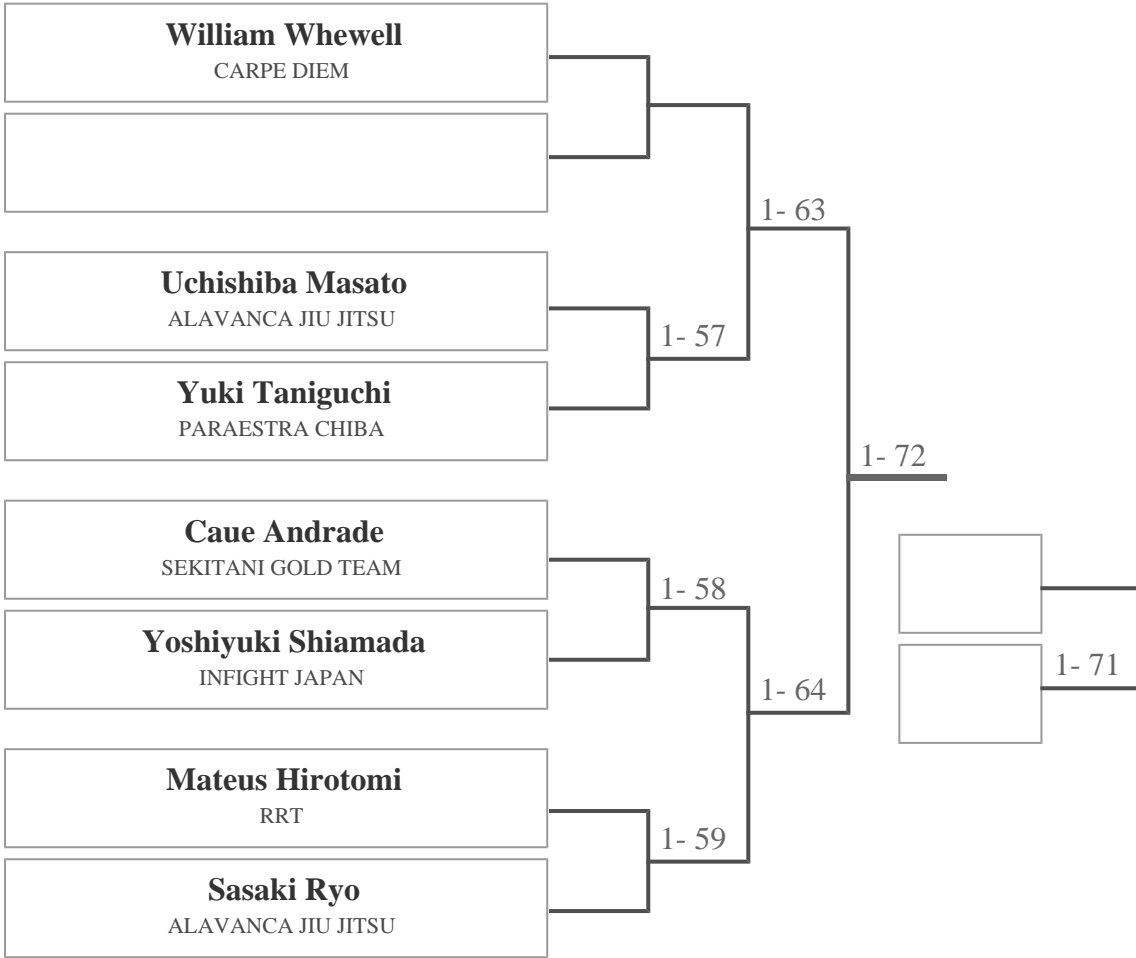 William Whewell
CARPE DIEM
1- 63
Uchishiba Masato
ALAVANCA JIU JITSU
1- 57
Yuki Taniguchi
PARAESTRA CHIBA
1- 72
Caue Andrade
SEKITANI GOLD TEAM
1- 58
Yoshiyuki Shiamada
INFIGHT JAPAN
1- 71
1- 64
Mateus Hirotomi
RRT
1- 59
Sasaki Ryo
ALAVANCA JIU JITSU